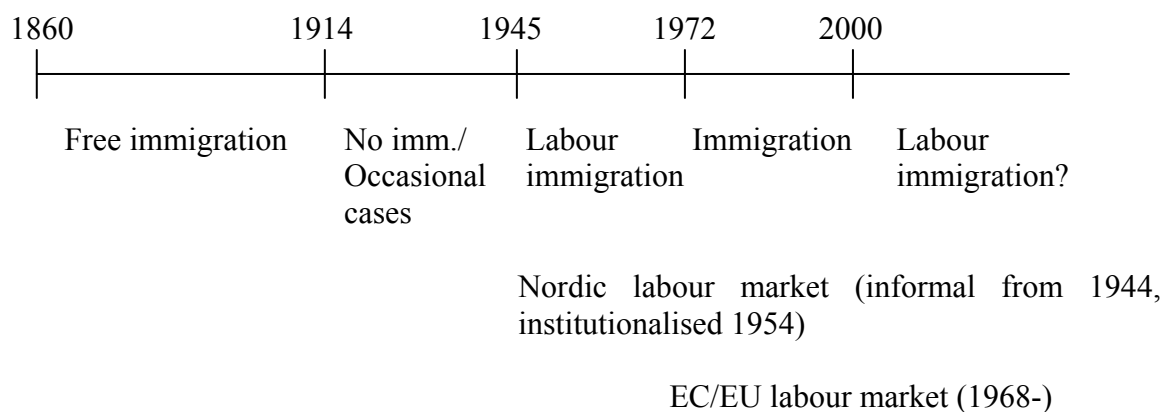 1860 1914 1945 1972 2000
Free immigration No imm./ Labour Immigration Labour
Occasional immigration immigration?
cases
Nordic labour market (informal from 1944,
institutionalised 1954)
EC/EU labour market (1968-)